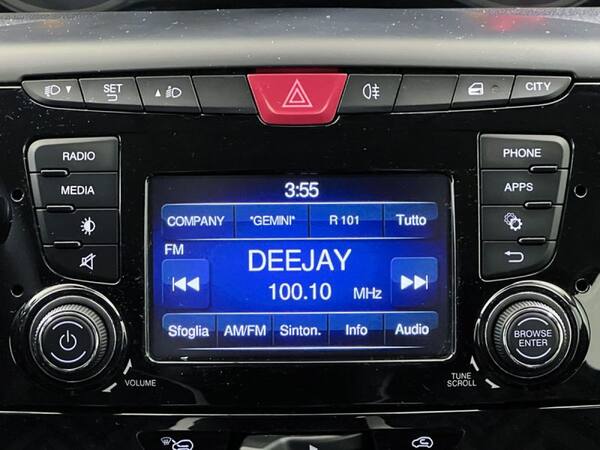 SET CITY
RADIO PHONE
MEDIA APPS
3:55
COMPANY "GEMINI" R 101 Tutto
FM
DEEJAY
100.10 MHz
Sfoglia AM/FM Sinton. Info Audio
BROWSE
ENTER
VOLUME
TUNE
SCROLL